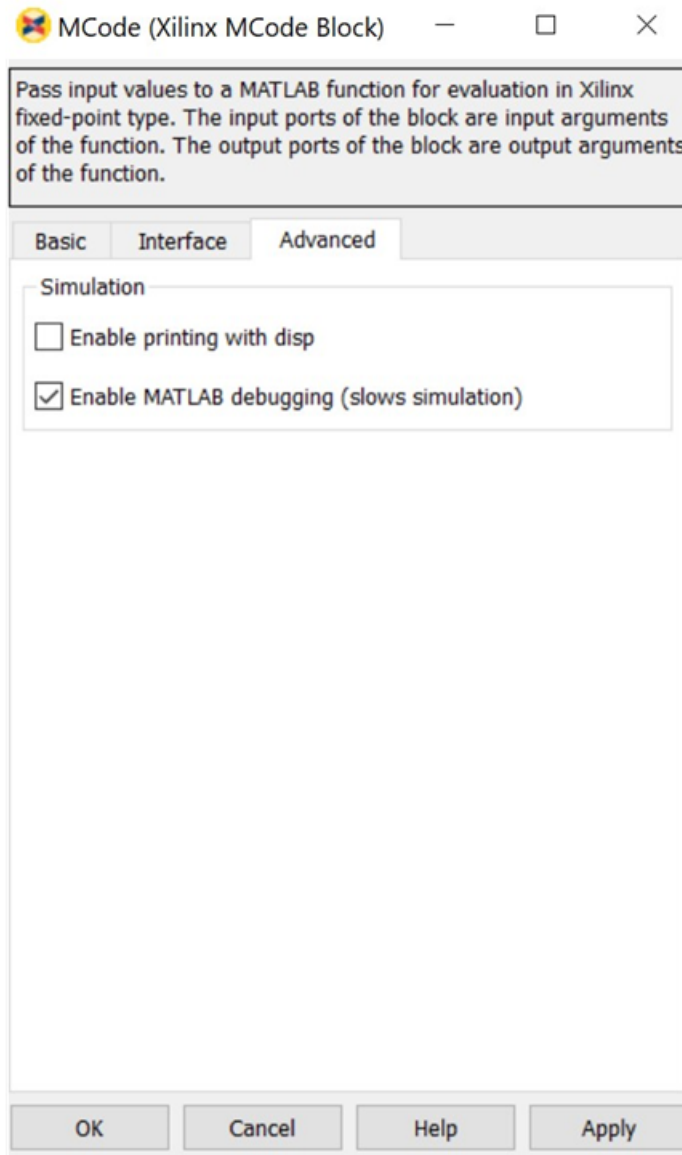 MCode (Xilinx MCode Block)
Pass input values to a MATLAB function for evaluation in Xilinx
fixed-point type. The input ports of the block are input arguments
of the function. The output ports of the block are output arguments
of the function.
Basic Interface Advanced
Simulation
Enable printing with disp
Enable MATLAB debugging (slows simulation)
OK Cancel Help Apply